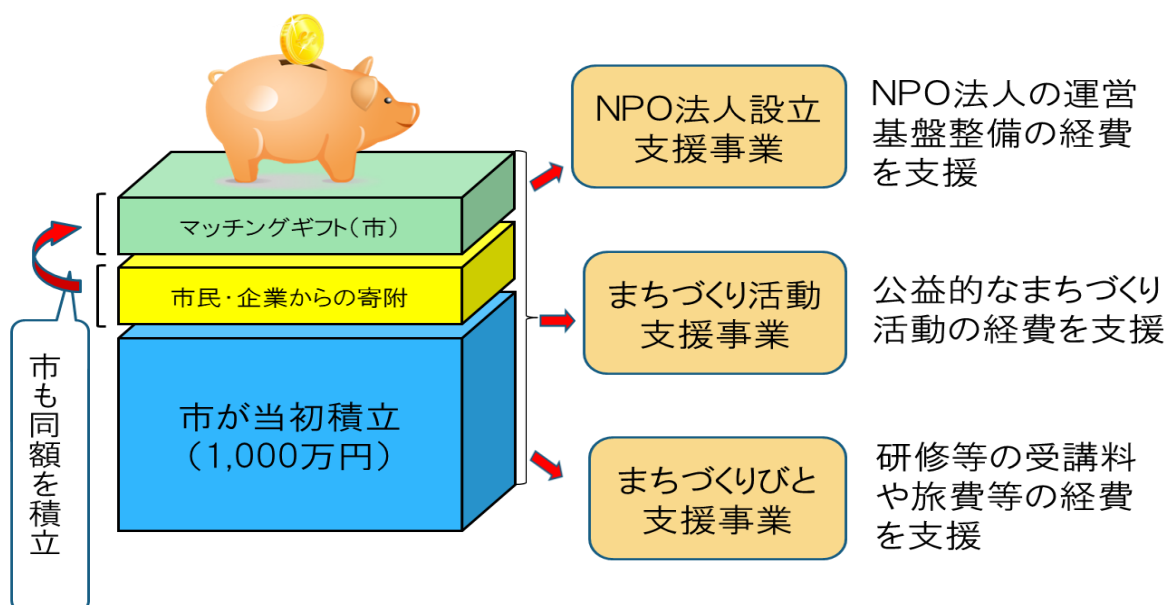 マッチングギフト(市)
市民・企業からの寄附
市が当初積立
(1,000万円)
市も同額を積立
NPO法人設立
支援事業
NPO法人の運営
基盤整備の経費
を支援
まちづくり活動
支援事業
公益的なまちづくり
活動の経費を支援
まちづくりびと
支援事業
研修等の受講料
や旅費等の経費
を支援